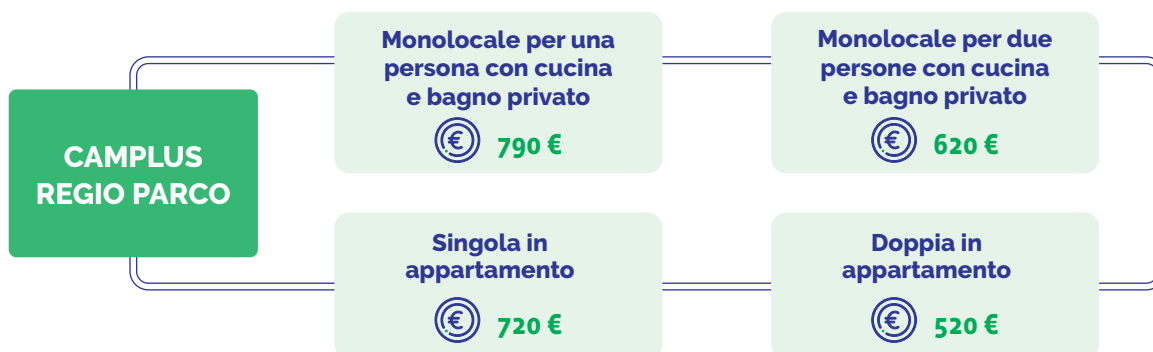 CAMPLUS
REGIO PARCO
Monolocale per una
persona con cucina
e bagno privato
€ 790 €
Monolocale per due
persone con cucina
e bagno privato
€ 620 €
Singola in
appartamento
€ 720 €
Doppia in
appartamento
€ 520 €